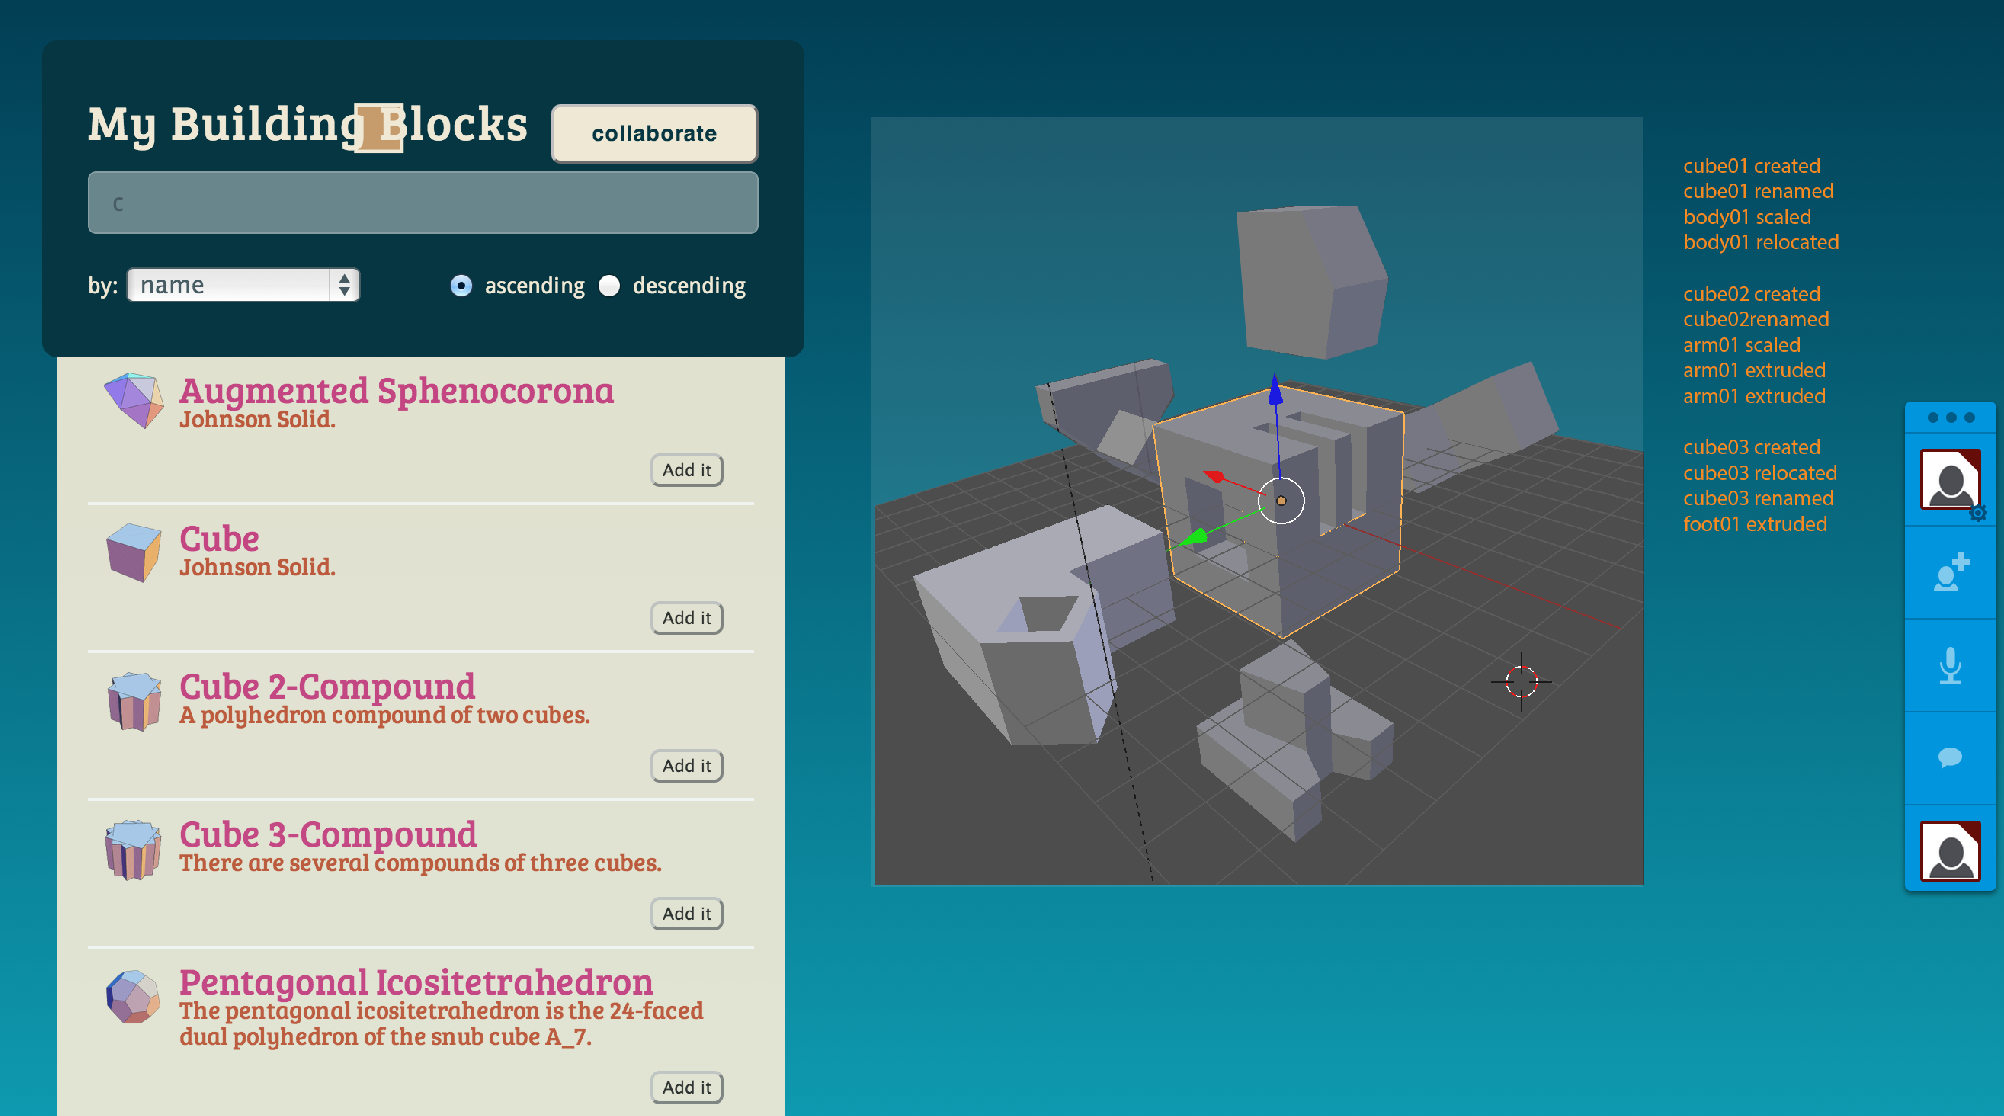 My Building Blocks
collaborate
c
by: name ascending descending
Augmented Sphenocorona
Johnson Solid.
Add it
Cube
Johnson Solid.
Add it
Cube 2-Compound
A polyhedron compound of two cubes.
Add it
Cube 3-Compound
There are several compounds of three cubes.
Add it
Pentagonal Icositetrahedron
The pentagonal icositetrahedron is the 24-faced
dual polyhedron of the snub cube A_7.
Add it
cube01 created
cube01 renamed
body01 scaled
body01 relocated
cube02 created
cube02renamed
arm01 scaled
arm01 extruded
arm01 extruded
cube03 created
cube03 relocated
cube03 renamed
foot01 extruded